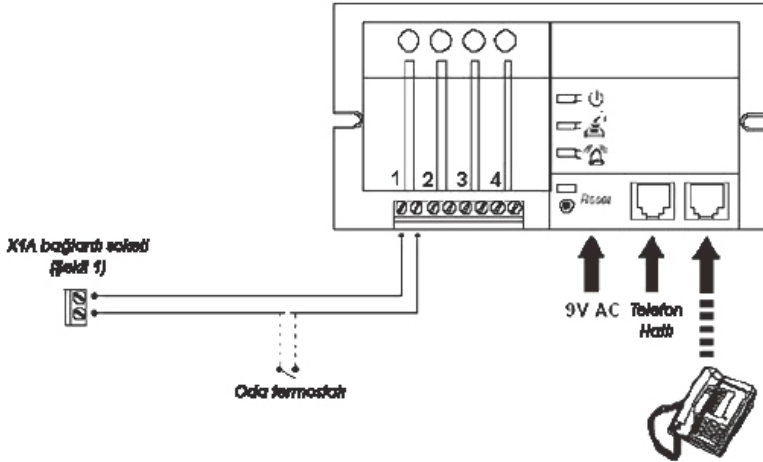 1 2 3 4
Reset
X1A bağlantı soketi
(Şekil 1)
9V AC
Telefon
Hattı
Oda termostatı